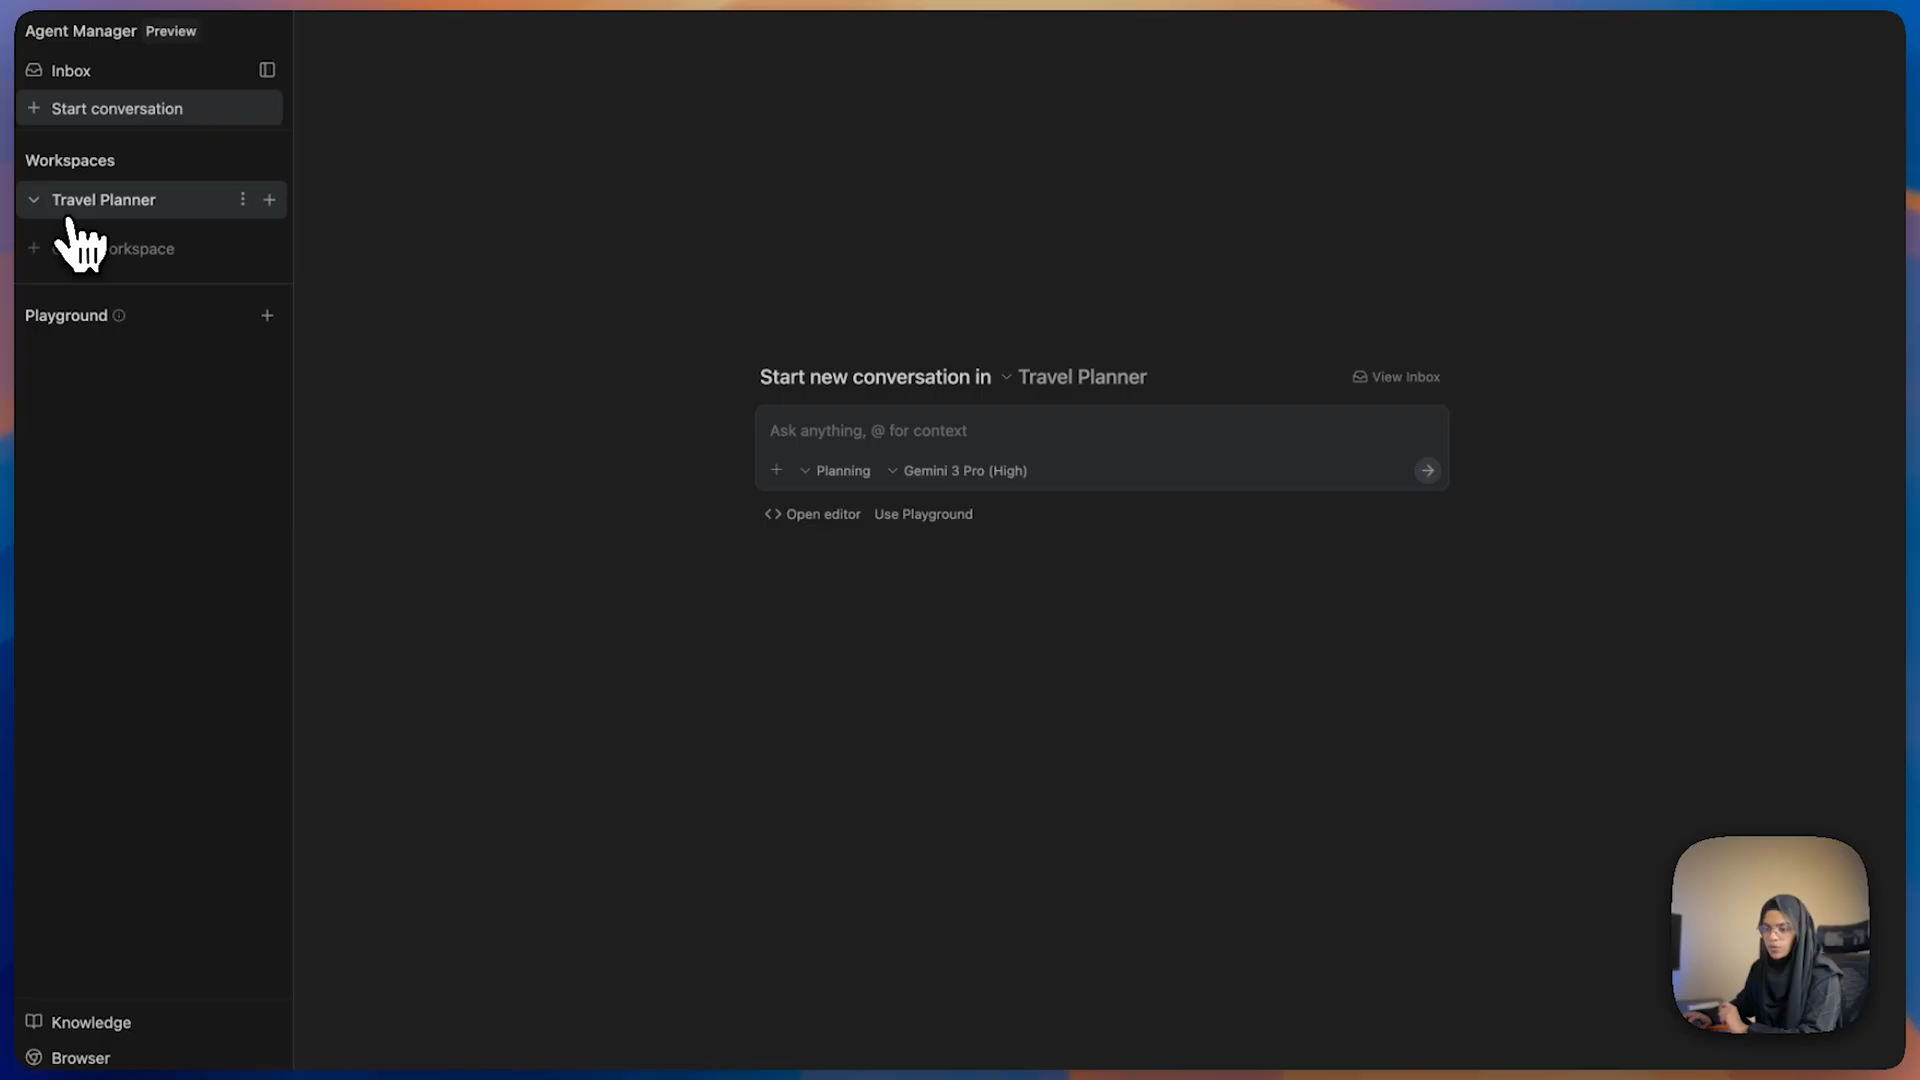 Agent Manager Preview
Inbox
Start conversation
Workspaces
Travel Planner
orkspace
Playground
Start new conversation in Travel Planner
View Inbox
Ask anything, @ for context
Planning Gemini 3 Pro (High)
Open editor Use Playground
Knowledge
Browser